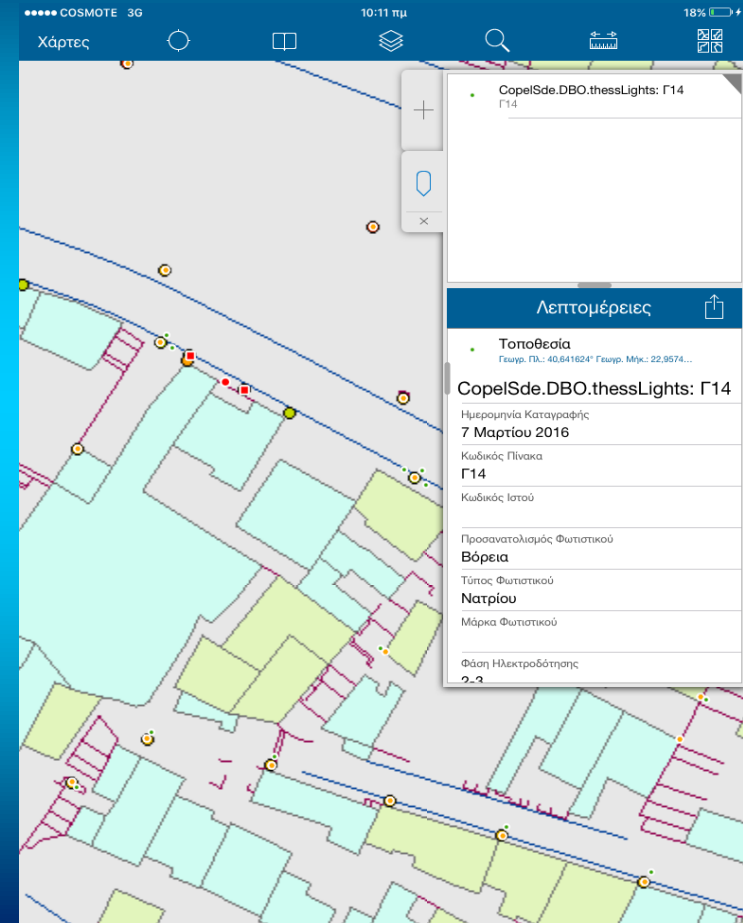 COSMOTE 3G 10:11 πμ 18%
Χάρτες
CopelSde.DBO.thessLights: Γ14
Γ14
Λεπτομέρειες
Τοποθεσία
Γεωγρ. Πλ.: 40,641624° Γεωγρ. Μήκ.: 22,9574...
CopelSde.DBO.thessLights: Γ14
Ημερομηνία Καταγραφής
7 Μαρτίου 2016
Κωδικός Πίνακα
Γ14
Κωδικός Ιστού
Προσανατολισμός Φωτιστικού
Βόρεια
Τύπος Φωτιστικού
Νατρίου
Μάρκα Φωτιστικού
Φάση Ηλεκτροδότησης
2-3